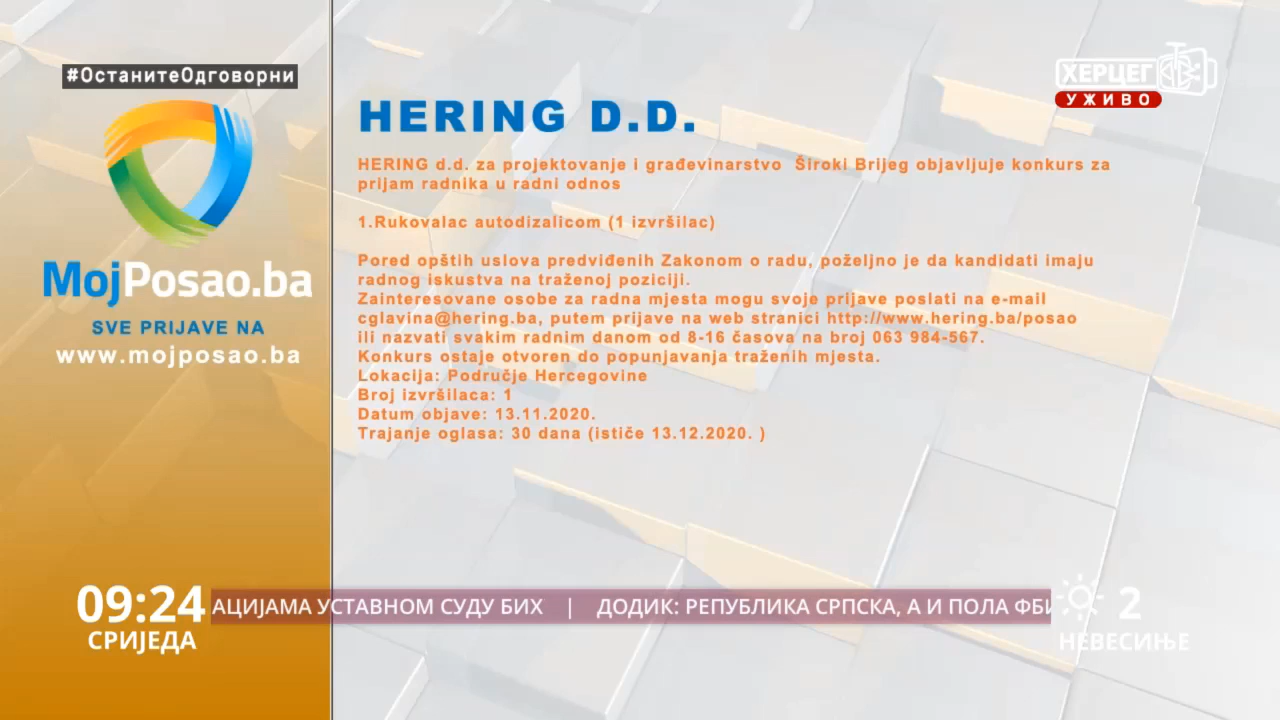 #ОстанитеОдговорни
MojPosao.ba
SVE PRIJAVE NA
www.mojposao.ba
ХЕРЦЕГ
УЖИВО
HERING D.D.
HERING d.d. za projektovanje i građevinarstvo  Široki Brijeg objavljuje konkurs za
prijam radnika u radni odnos
1.Rukovalac autodizalicom (1 izvršilac)
Pored opštih uslova predviđenih Zakonom o radu, poželjno je da kandidati imaju
radnog iskustva na traženoj poziciji.
Zainteresovane osobe za radna mjesta mogu svoje prijave poslati na e-mail
cglavina@hering.ba, putem prijave na web stranici http://www.hering.ba/posao
ili nazvati svakim radnim danom od 8-16 časova na broj 063 984-567.
Konkurs ostaje otvoren do popunjavanja traženih mjesta.
Lokacija: Područje Hercegovine
Broj izvršilaca: 1
Datum objave: 13.11.2020.
Trajanje oglasa: 30 dana (ističe 13.12.2020. )
09:24
СРИЈЕДА
АЦИЈАМА УСТАВНОМ СУДУ БИХ | ДОДИК: РЕПУБЛИКА СРПСКА, А И ПОЛА ФБИ
2
НЕВЕСИЊЕ